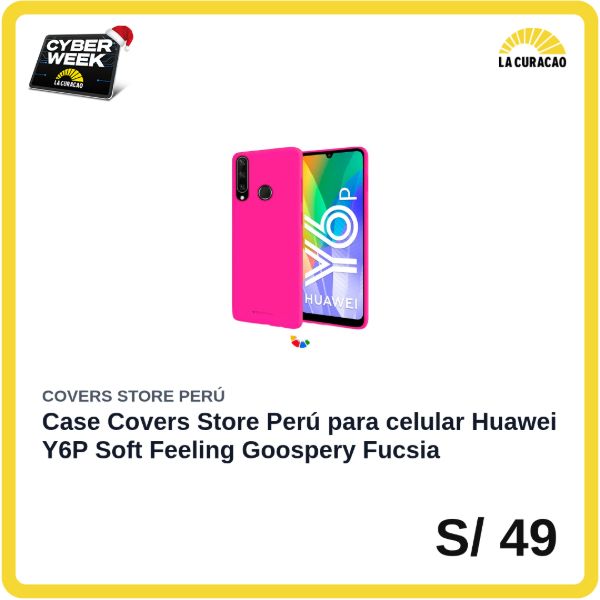 CYBER
WEEK
LA CURACAO
LA CURACAO
Y6P
HUAWEI
COVERS STORE PERÚ
Case Covers Store Perú para celular Huawei
Y6P Soft Feeling Goospery Fucsia
S/ 49